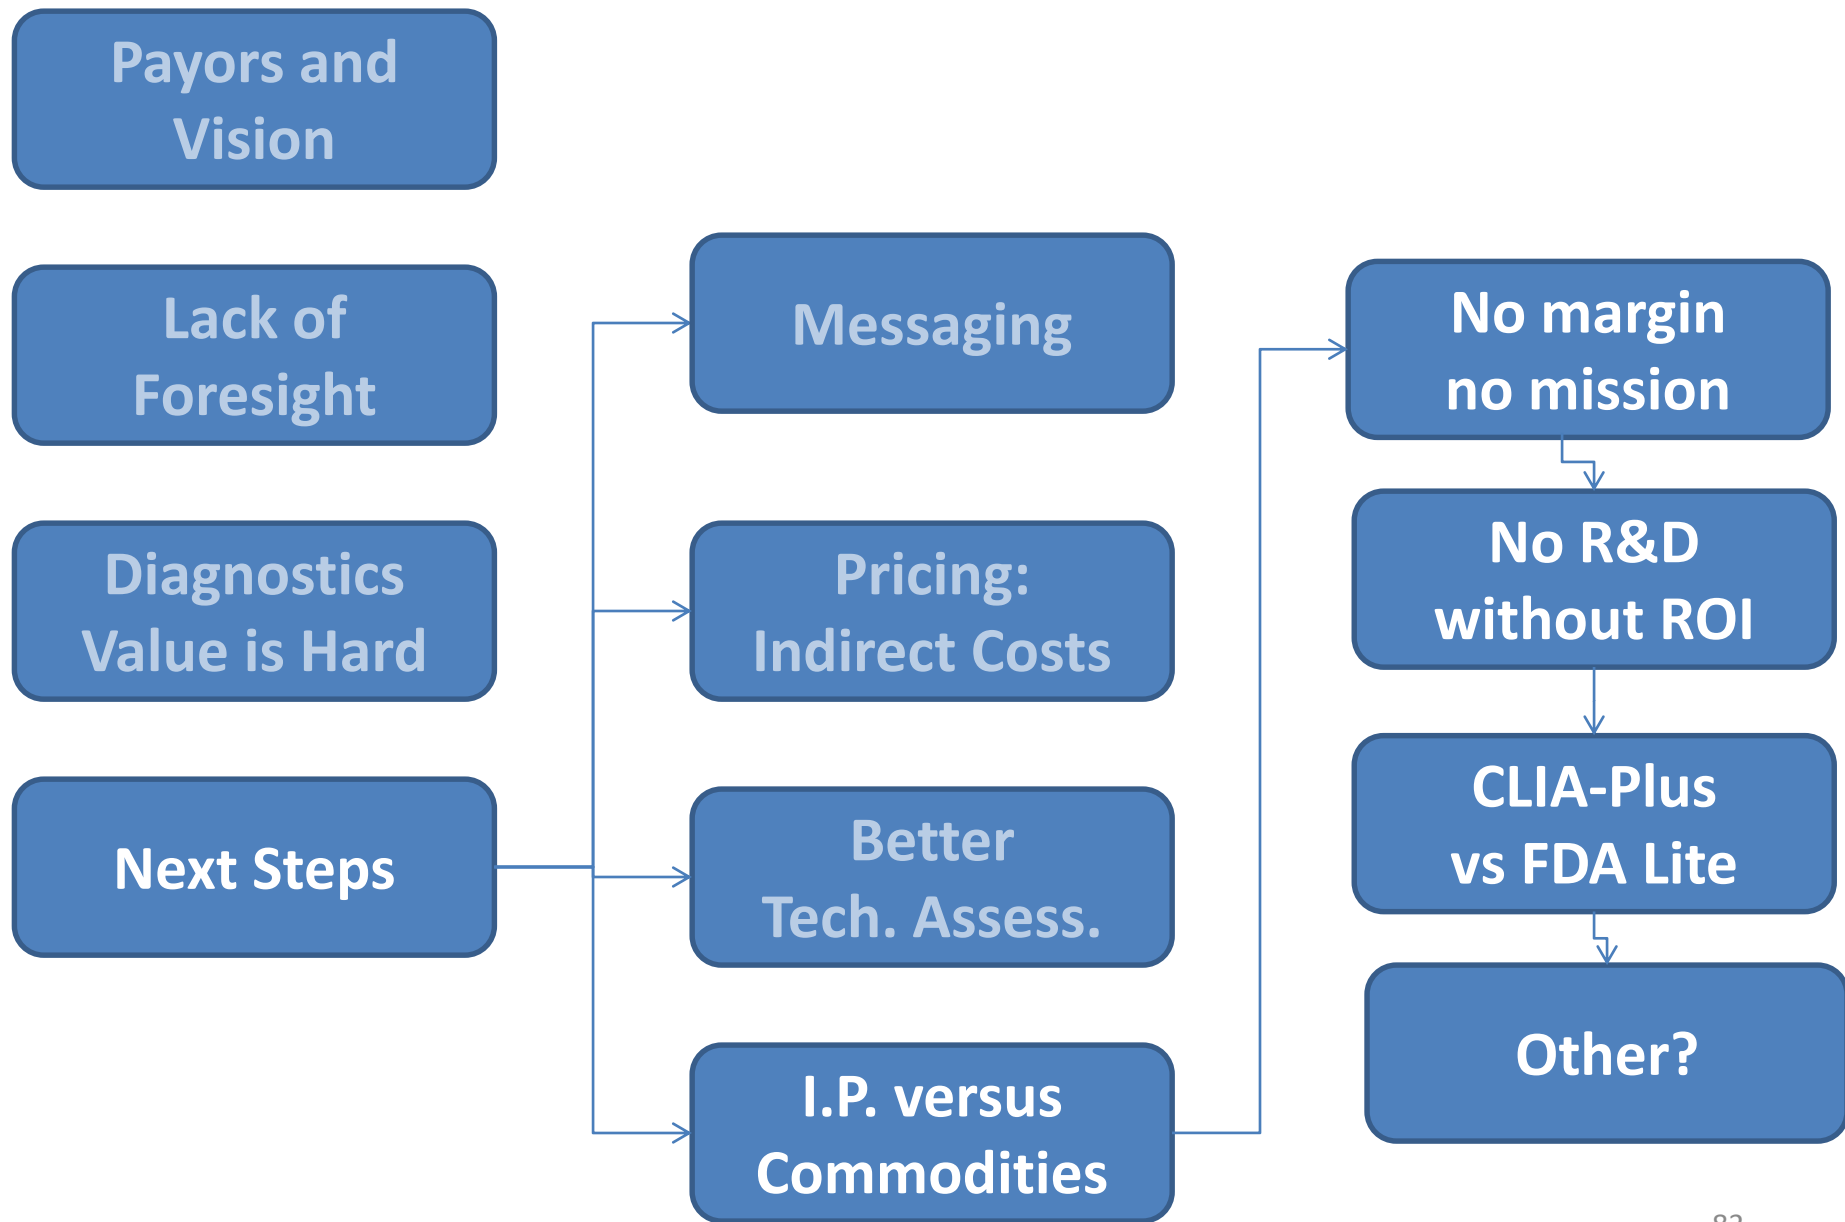 Payors and
Vision
Lack of
Foresight
Diagnostics
Value is Hard
Next Steps
Messaging
Pricing:
Indirect Costs
Better
Tech. Assess.
I.P. versus
Commodities
No margin
no mission
No R&D
without ROI
CLIA-Plus
vs FDA Lite
Other?